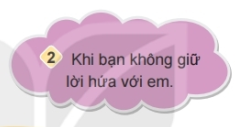 2 Khi bạn không giữ
lời hứa với em.